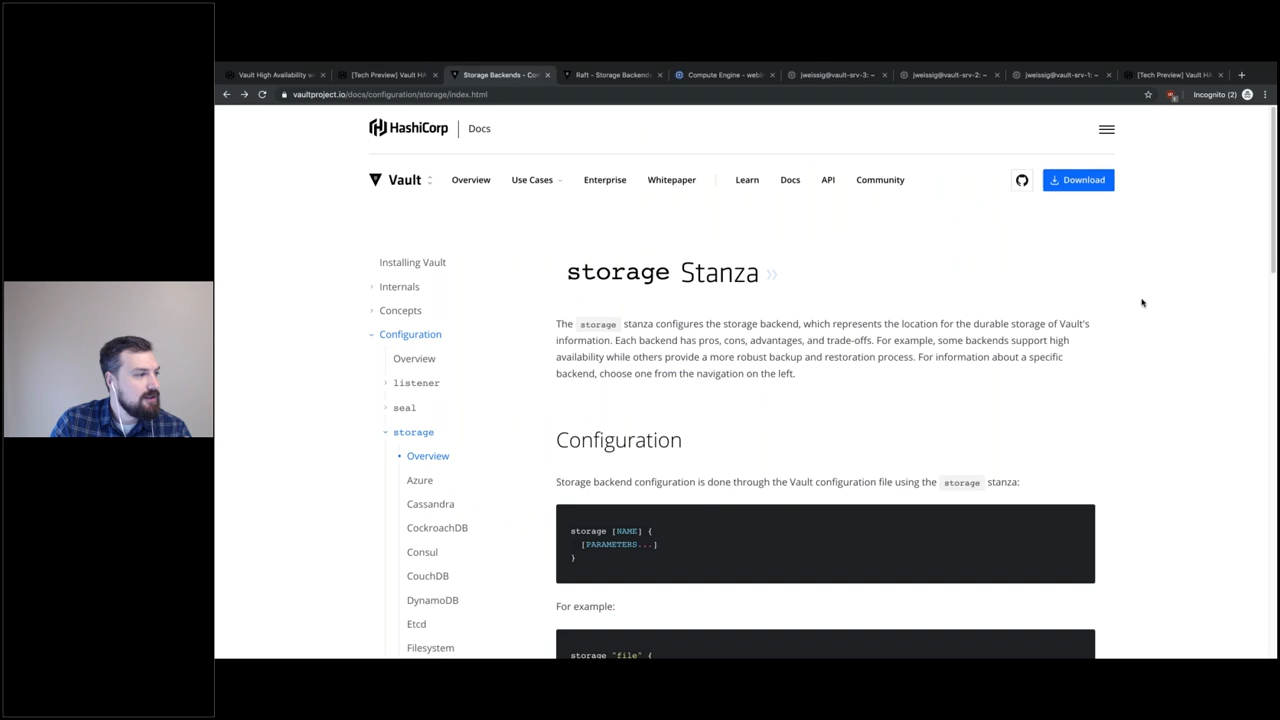 Vault High Availability w
[Tech Preview] Vault HA
Storage Backends - Co
Raft - Storage Backends
Compute Engine - webi
jweissig@vault-srv-3: ~
jweissig@vault-srv-2: ~
jweissig@vault-srv-1: ~
[Tech Preview] Vault HA
vaultproject.io/docs/configuration/storage/index.html
Incognito (2)
HashiCorp
Docs
Vault
Overview
Use Cases
Enterprise
Whitepaper
Learn
Docs
API
Community
Download
Installing Vault
Internals
Concepts
Configuration
Overview
listener
seal
storage
Overview
Azure
Cassandra
CockroachDB
Consul
CouchDB
DynamoDB
Etcd
Filesystem
storage Stanza »
The storage stanza configures the storage backend, which represents the location for the durable storage of Vault's
information. Each backend has pros, cons, advantages, and trade-offs. For example, some backends support high
availability while others provide a more robust backup and restoration process. For information about a specific
backend, choose one from the navigation on the left.
Configuration
Storage backend configuration is done through the Vault configuration file using the storage stanza:
storage [NAME] {
[PARAMETERS...]
}
For example:
storage "file" {